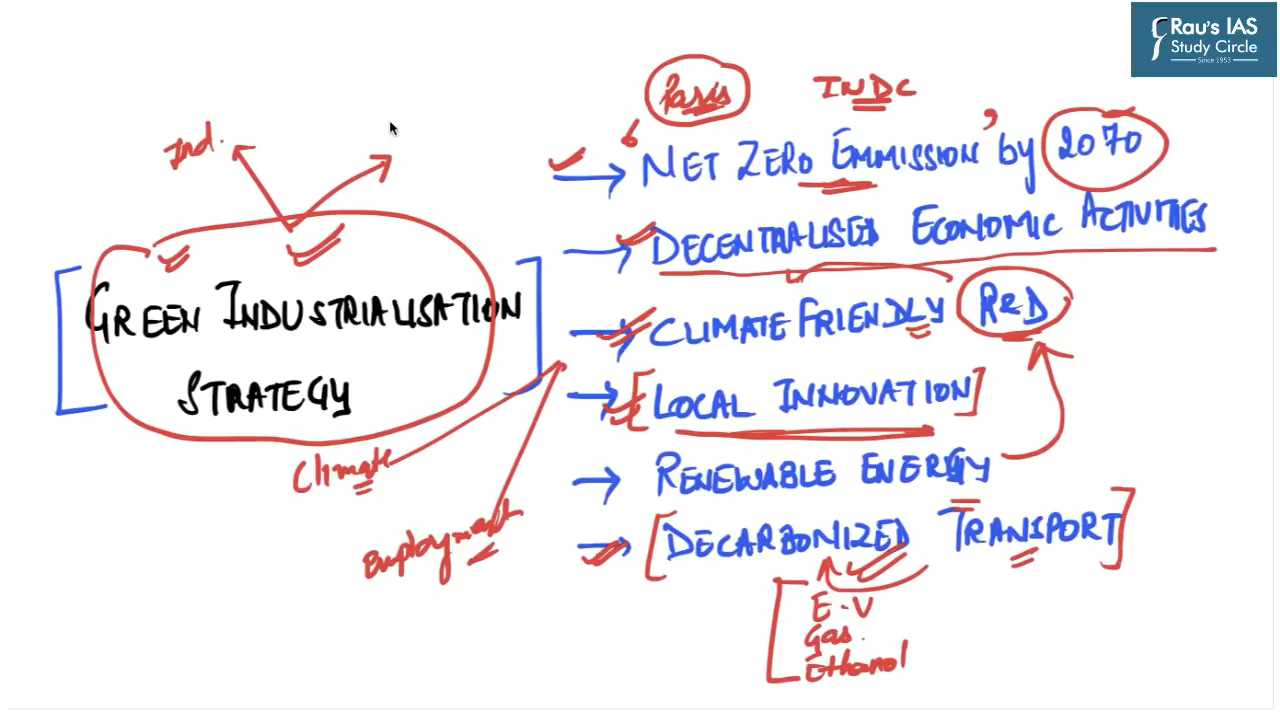 Rau's IAS
Study Circle
Since 1953
Paris
INDC
Ind.
NET ZERO EMMISSION' by 2070
DECENTRALISED ECONOMIC ACTIVITIES
GREEN INDUSTRIALISATION
STRATEGY
CLIMATE FRIENDLY R&D
[LOCAL INNOVATION]
RENEWABLE ENERGY
[DECARBONIZED TRANSPORT]
Climate
Employment
E.V
Gas
Ethanol